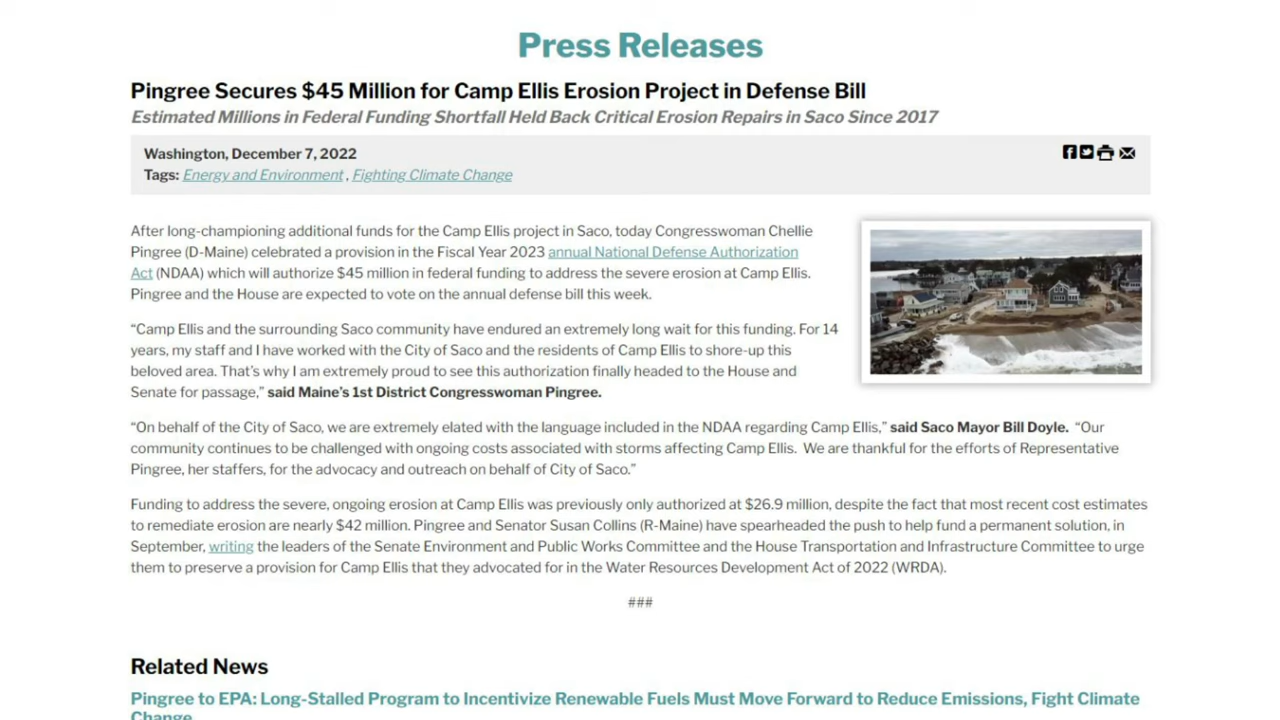 Press Releases
Pingree Secures $45 Million for Camp Ellis Erosion Project in Defense Bill
Estimated Millions in Federal Funding Shortfall Held Back Critical Erosion Repairs in Saco Since 2017
Washington, December 7, 2022
Tags: Energy and Environment , Fighting Climate Change
After long-championing additional funds for the Camp Ellis project in Saco, today Congresswoman Chellie
Pingree (D-Maine) celebrated a provision in the Fiscal Year 2023 annual National Defense Authorization
Act (NDAA) which will authorize $45 million in federal funding to address the severe erosion at Camp Ellis.
Pingree and the House are expected to vote on the annual defense bill this week.
“Camp Ellis and the surrounding Saco community have endured an extremely long wait for this funding. For 14
years, my staff and I have worked with the City of Saco and the residents of Camp Ellis to shore-up this
beloved area. That’s why I am extremely proud to see this authorization finally headed to the House and
Senate for passage,” said Maine’s 1st District Congresswoman Pingree.
“On behalf of the City of Saco, we are extremely elated with the language included in the NDAA regarding Camp Ellis,” said Saco Mayor Bill Doyle. “Our
community continues to be challenged with ongoing costs associated with storms affecting Camp Ellis. We are thankful for the efforts of Representative
Pingree, her staffers, for the advocacy and outreach on behalf of City of Saco.”
Funding to address the severe, ongoing erosion at Camp Ellis was previously only authorized at $26.9 million, despite the fact that most recent cost estimates
to remediate erosion are nearly $42 million. Pingree and Senator Susan Collins (R-Maine) have spearheaded the push to help fund a permanent solution, in
September, writing the leaders of the Senate Environment and Public Works Committee and the House Transportation and Infrastructure Committee to urge
them to preserve a provision for Camp Ellis that they advocated for in the Water Resources Development Act of 2022 (WRDA).
###
Related News
Pingree to EPA: Long-Stalled Program to Incentivize Renewable Fuels Must Move Forward to Reduce Emissions, Fight Climate
Change